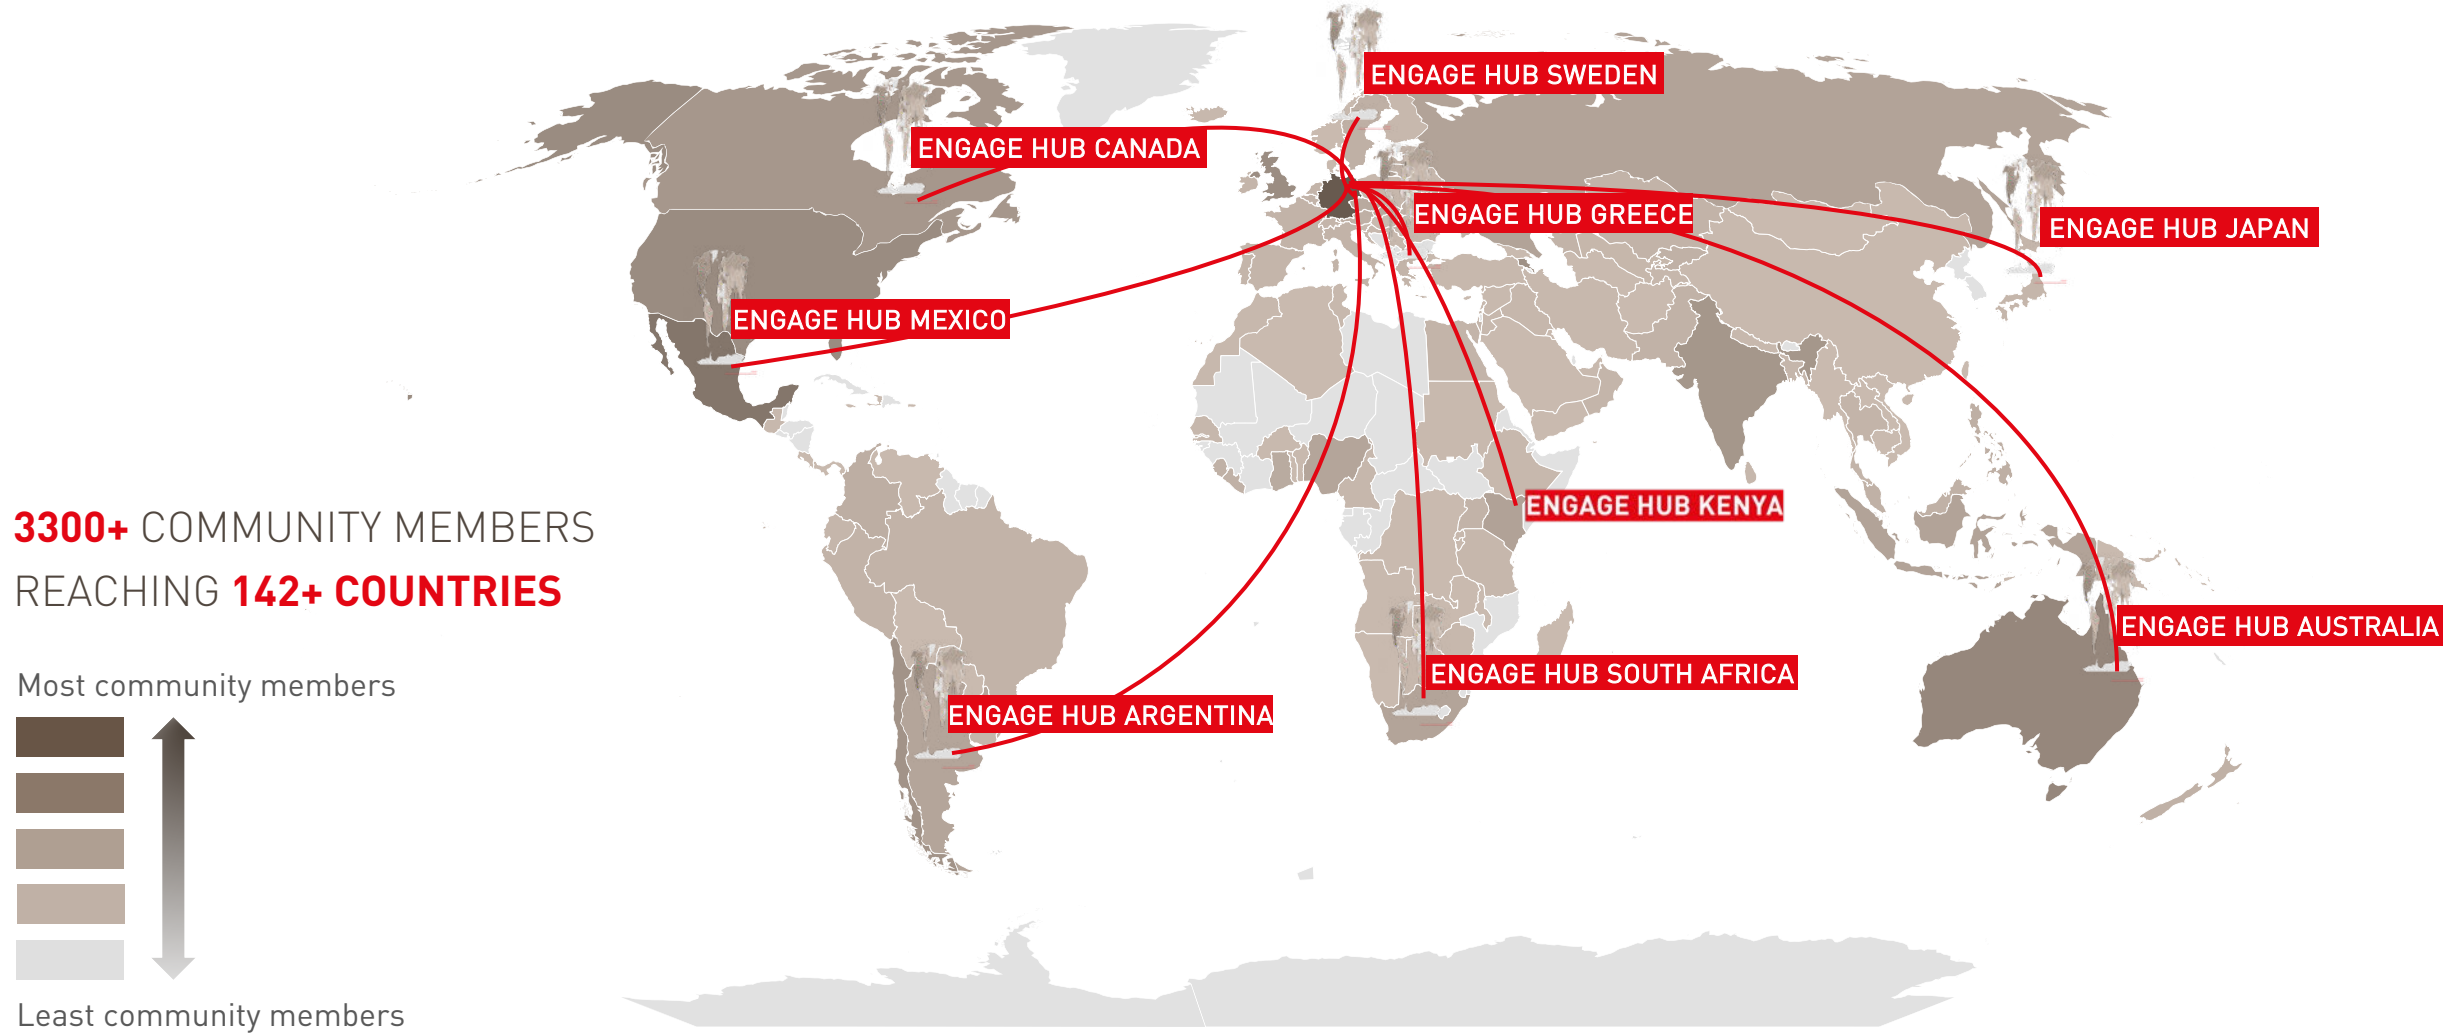 ENGAGE HUB SWEDEN
ENGAGE HUB CANADA
ENGAGE HUB GREECE
ENGAGE HUB JAPAN
ENGAGE HUB MEXICO
ENGAGE HUB KENYA
3300+ COMMUNITY MEMBERS
REACHING 142+ COUNTRIES
ENGAGE HUB AUSTRALIA
ENGAGE HUB SOUTH AFRICA
ENGAGE HUB ARGENTINA
Most community members
Least community members